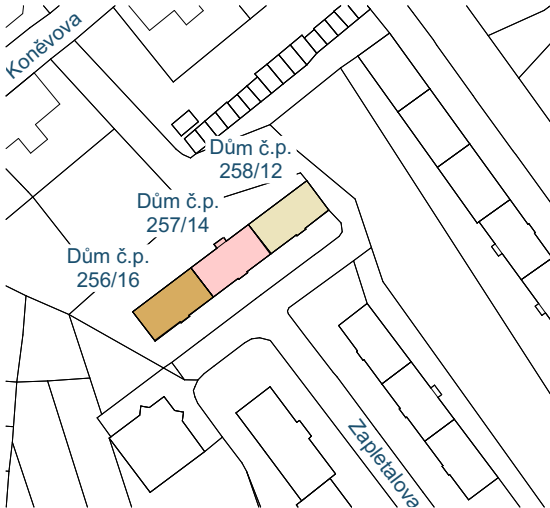 Koněvova
Dům č.p.
258/12
Dům č.p.
257/14
Dům č.p.
256/16
Zapletalova